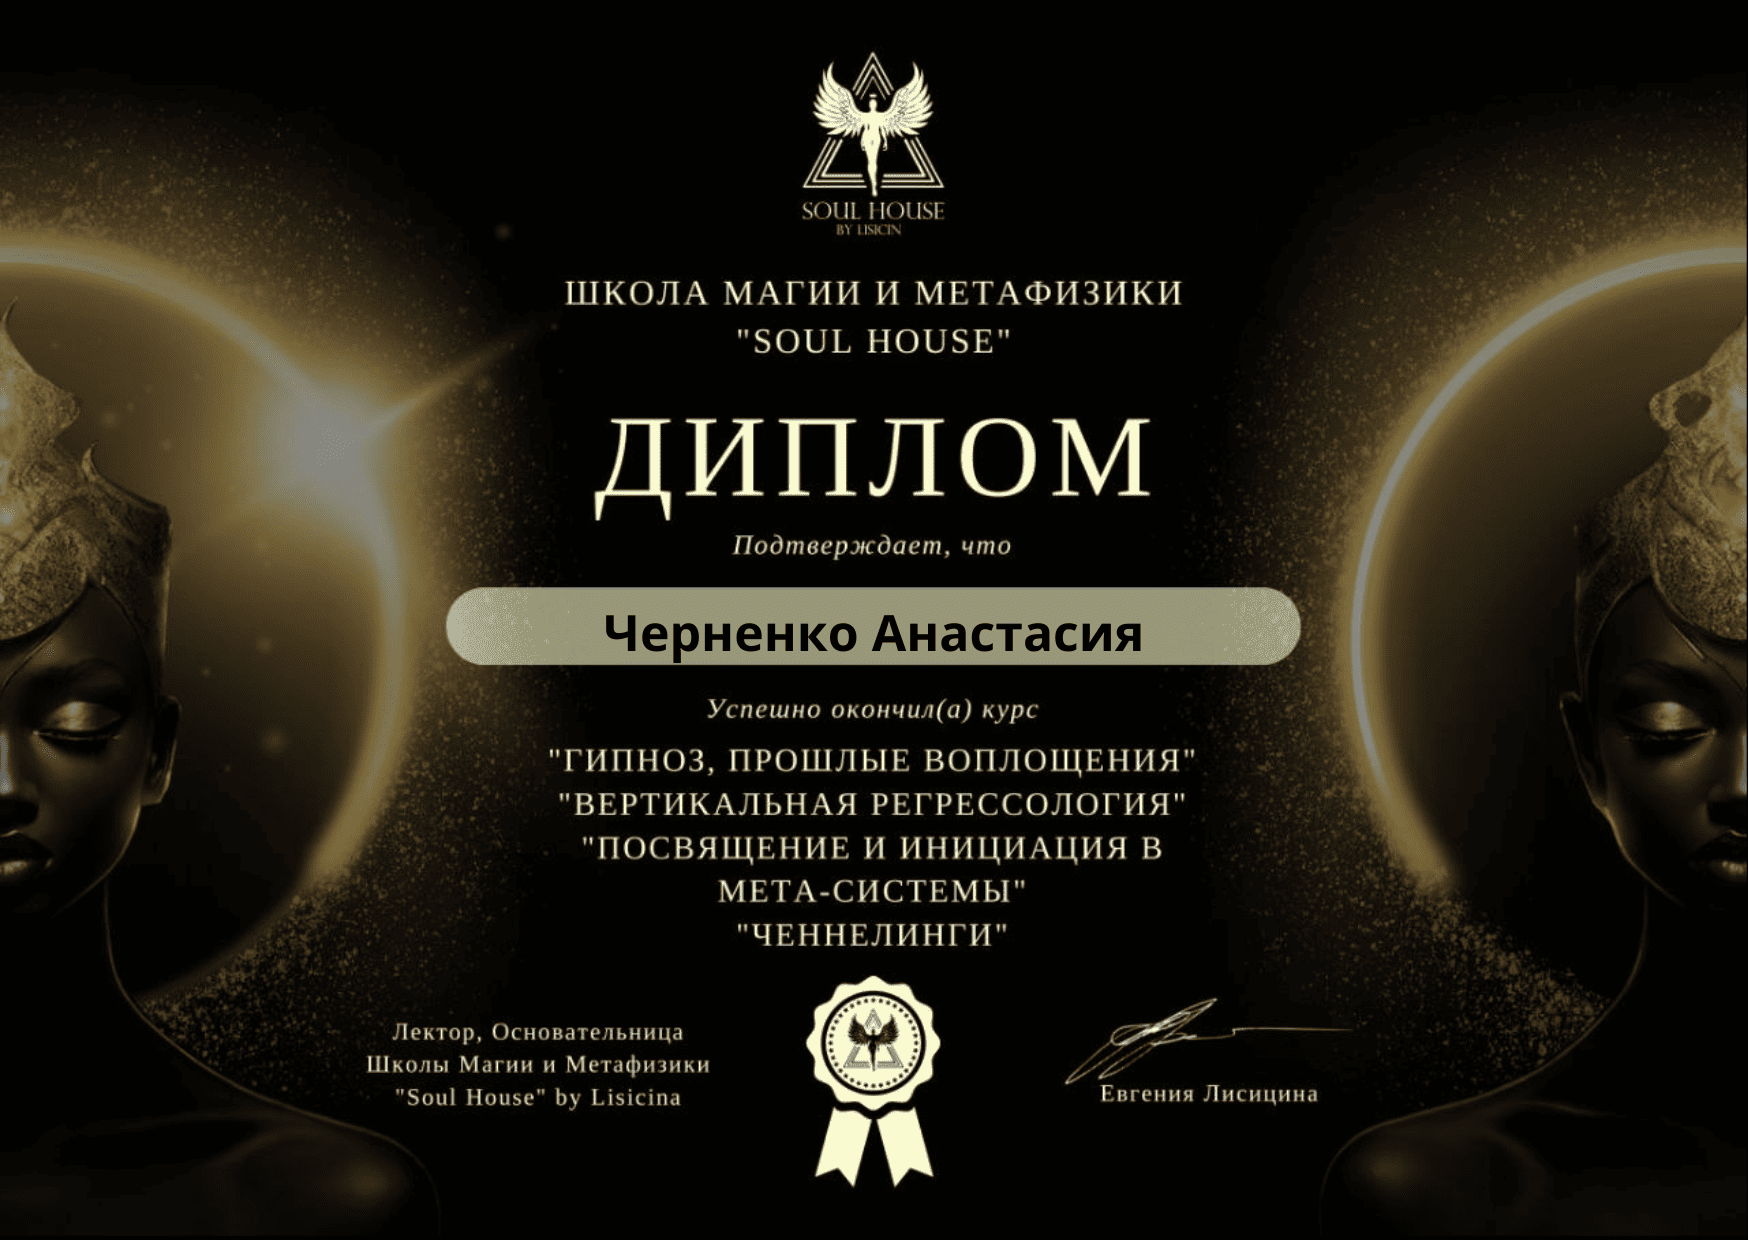 SOUL HOUSE
BY LISICIN
ШКОЛА МАГИИ И МЕТАФИЗИКИ
"SOUL HOUSE"
ДИПЛОМ
Подтверждает, что
Черненко Анастасия
Успешно окончил(а) курс
"ГИПНОЗ, ПРОШЛЫЕ ВОПЛОЩЕНИЯ"
"ВЕРТИКАЛЬНАЯ РЕГРЕССОЛОГИЯ"
"ПОСВЯЩЕНИЕ И ИНИЦИАЦИЯ В
МЕТА-СИСТЕМЫ"
"ЧЕННЕЛИНГИ"
Лектор, Основательница
Школы Магии и Метафизики
"Soul House" by Lisicina
Евгения Лисицина